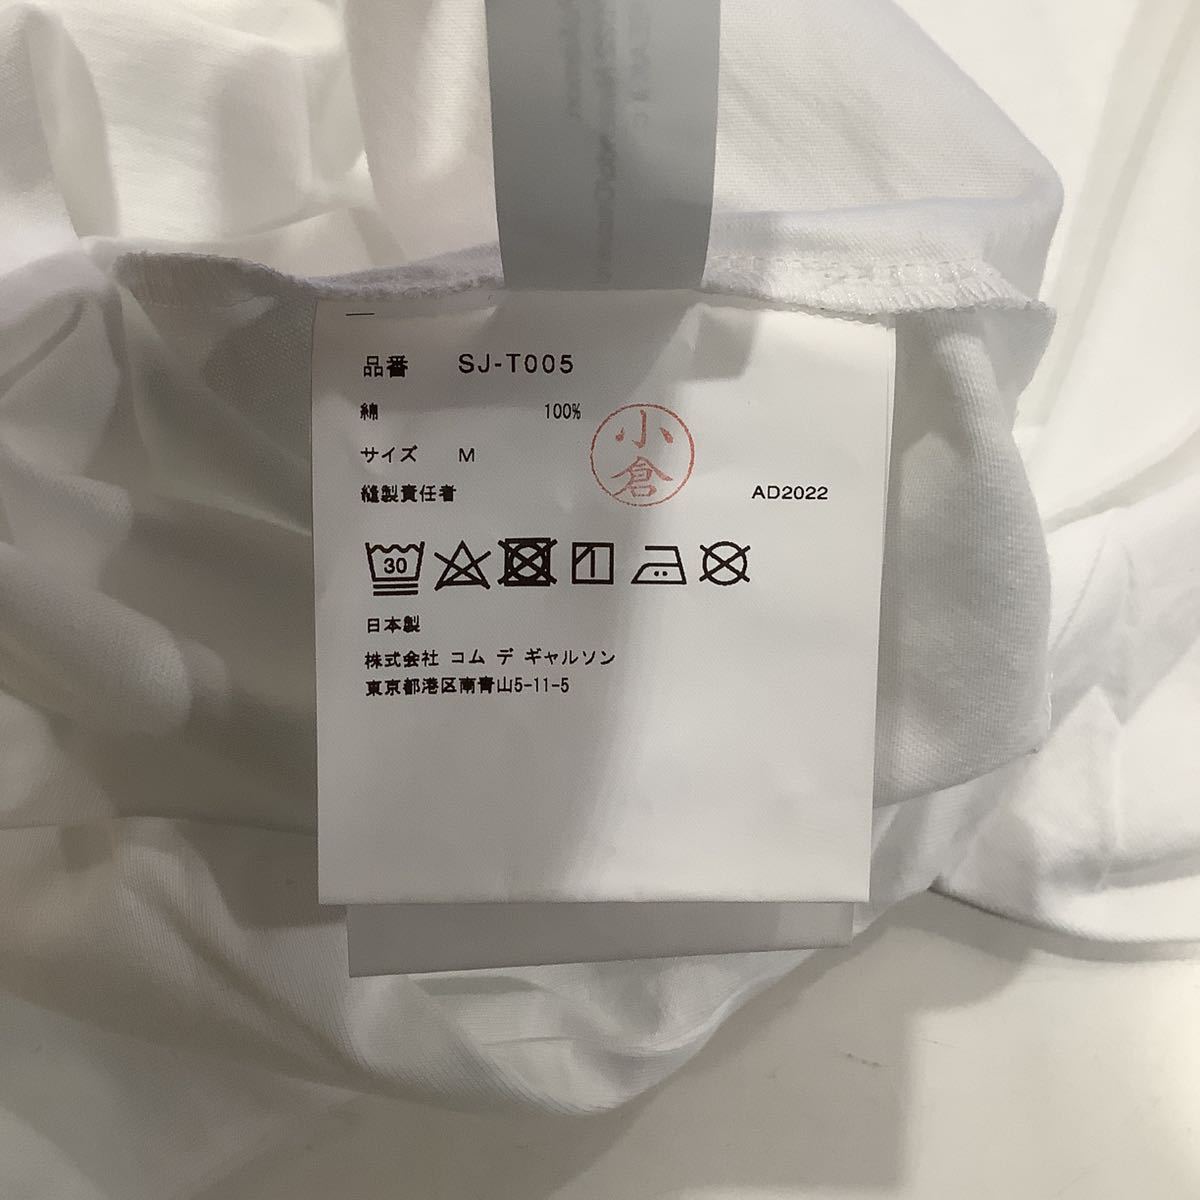 品番 SJ-T005
綿 100%
サイズ M
縫製責任者 小倉 AD2022
30
日本製
株式会社 コム デ ギャルソン
東京都港区南青山5-11-5